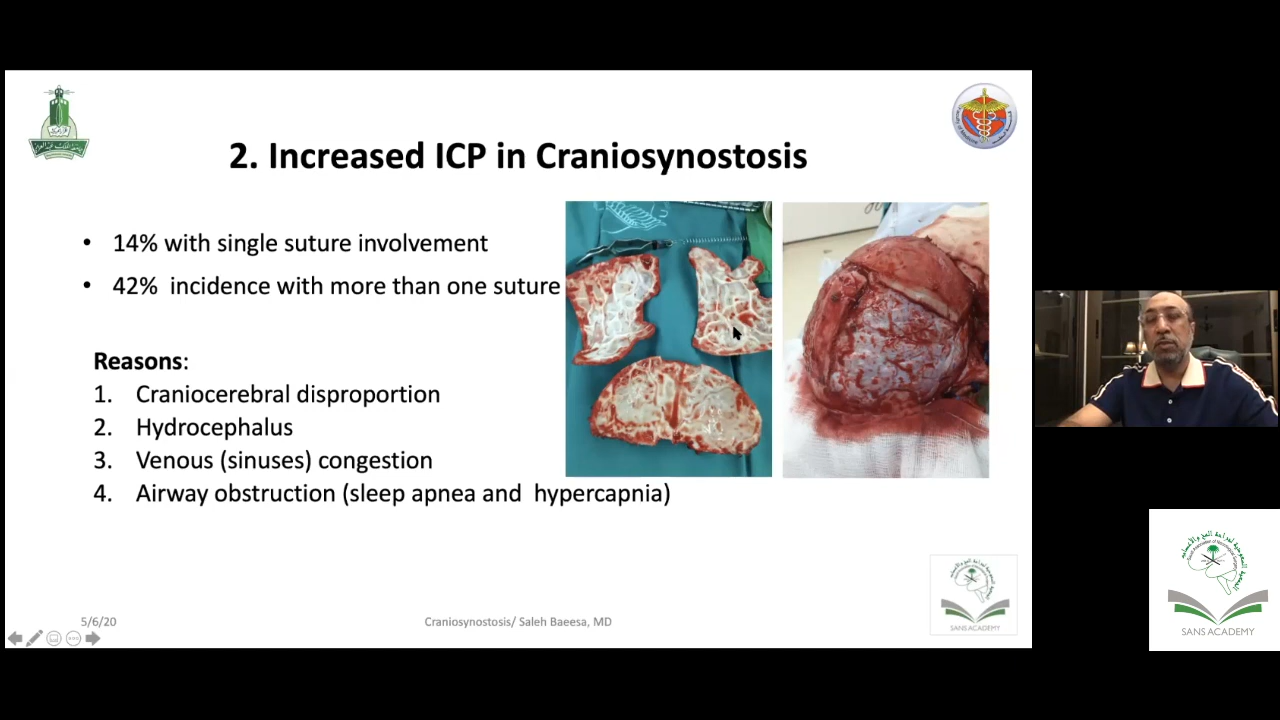 2. Increased ICP in Craniosynostosis
• 14% with single suture involvement
• 42% incidence with more than one suture
Reasons:
1. Craniocerebral disproportion
2. Hydrocephalus
3. Venous (sinuses) congestion
4. Airway obstruction (sleep apnea and hypercapnia)
5/6/20
Craniosynostosis/ Saleh Baeesa, MD
SANS ACADEMY
SANS ACADEMY